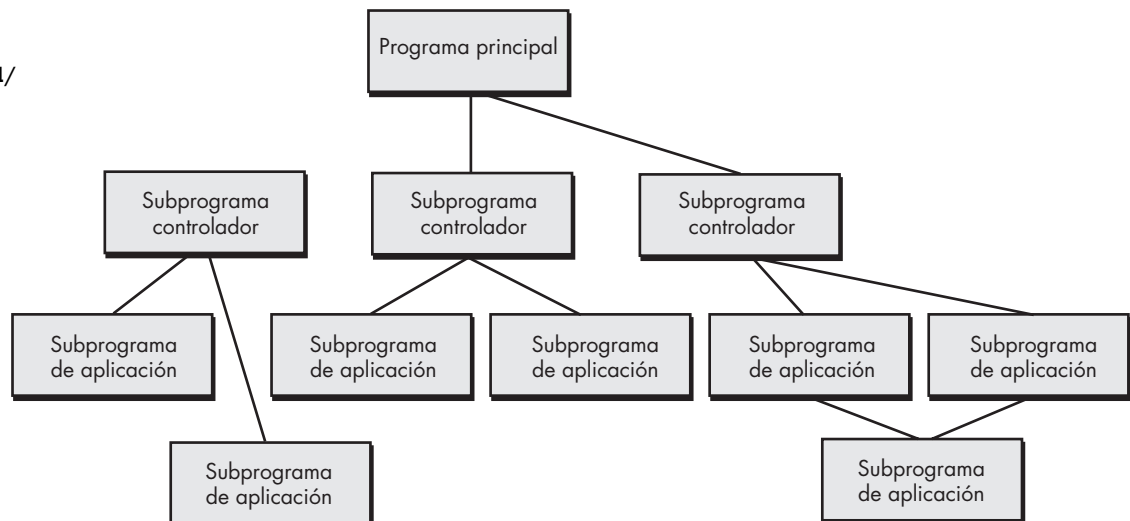 Programa principal
Subprograma
controlador
Subprograma
controlador
Subprograma
controlador
Subprograma
de aplicación
Subprograma
de aplicación
Subprograma
de aplicación
Subprograma
de aplicación
Subprograma
de aplicación
Subprograma
de aplicación
Subprograma
de aplicación